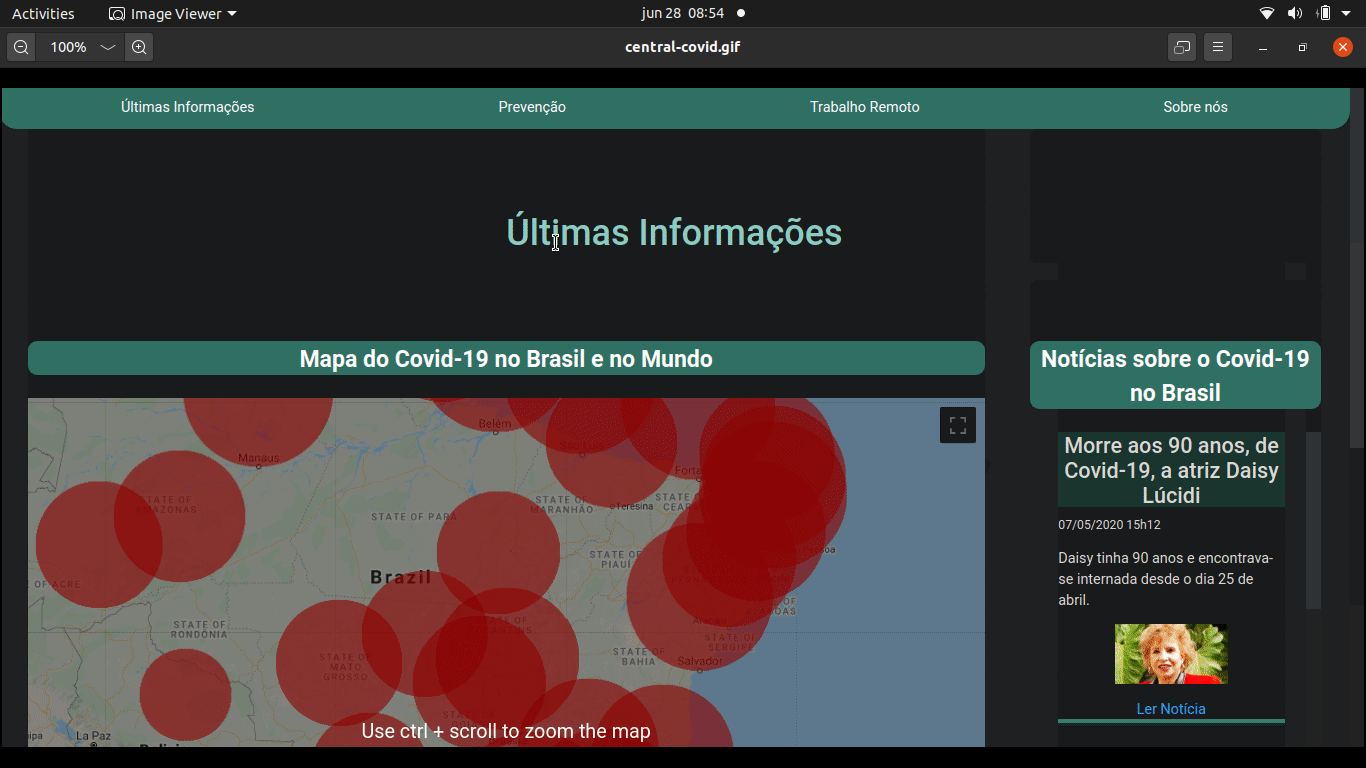 Activities Image Viewer jun 28 08:54
100% central-covid.gif
Últimas Informações Prevenção Trabalho Remoto Sobre nós
Últimas Informações
Mapa do Covid-19 no Brasil e no Mundo
Belém
Manaus
STATE OF
AMAZONAS
STATE OF PARÁ
STATE OF
MARANHÃO
Teresina
STATE OF
PIAUÍ
Brazil
OF ACRE
STATE OF
RONDÔNIA
STATE OF
MATO
GROSSO
STATE OF
BAHIA
STATE OF
SERGIPE
Salvador
La Paz
Use ctrl + scroll to zoom the map
Notícias sobre o Covid-19
no Brasil
Morre aos 90 anos, de
Covid-19, a atriz Daisy
Lúcidi
07/05/2020 15h12
Daisy tinha 90 anos e encontrava-
se internada desde o dia 25 de
abril.
Ler Notícia